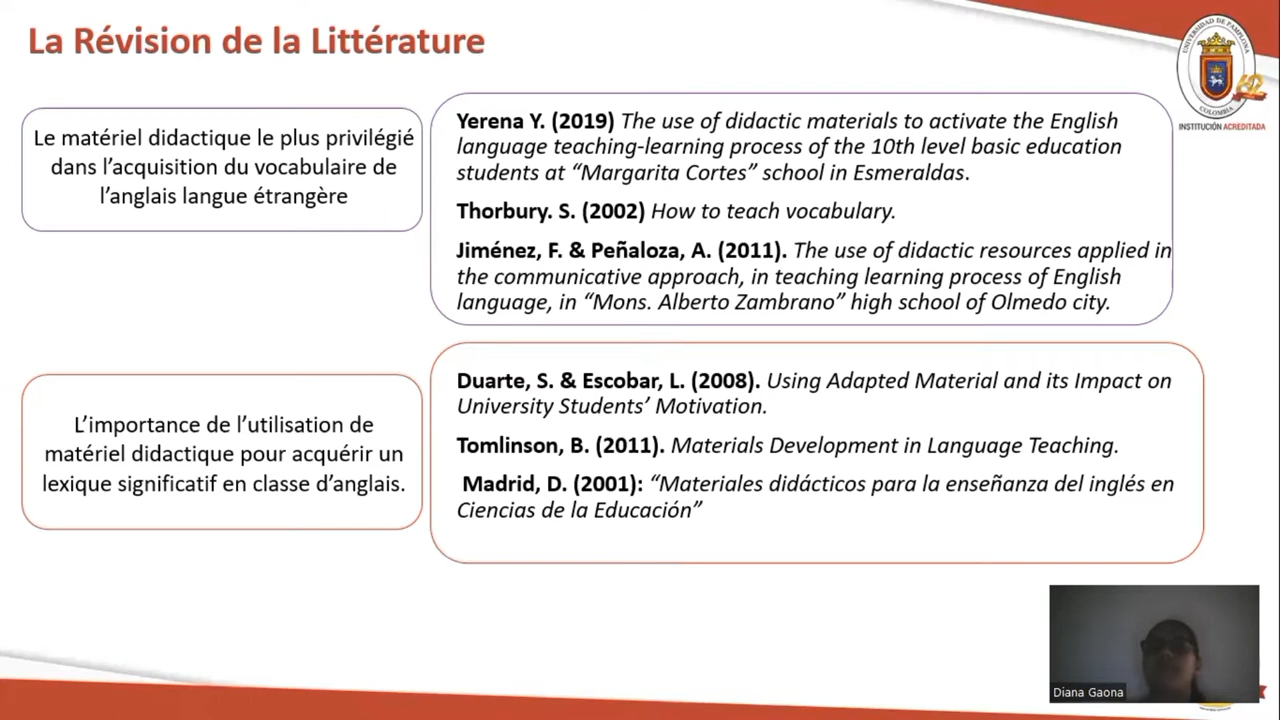 La Révision de la Littérature
UNIVERSIDAD DE PAMPLONA
COLOMBIA
INSTITUCIÓN ACREDITADA
Le matériel didactique le plus privilégié
dans l’acquisition du vocabulaire de
l’anglais langue étrangère
Yerena Y. (2019) The use of didactic materials to activate the English
language teaching-learning process of the 10th level basic education
students at “Margarita Cortes” school in Esmeraldas.
Thorbury. S. (2002) How to teach vocabulary.
Jiménez, F. & Peñaloza, A. (2011). The use of didactic resources applied in
the communicative approach, in teaching learning process of English
language, in “Mons. Alberto Zambrano” high school of Olmedo city.
L’importance de l’utilisation de
matériel didactique pour acquérir un
lexique significatif en classe d’anglais.
Duarte, S. & Escobar, L. (2008). Using Adapted Material and its Impact on
University Students’ Motivation.
Tomlinson, B. (2011). Materials Development in Language Teaching.
Madrid, D. (2001): “Materiales didácticos para la enseñanza del inglés en
Ciencias de la Educación”
Diana Gaona